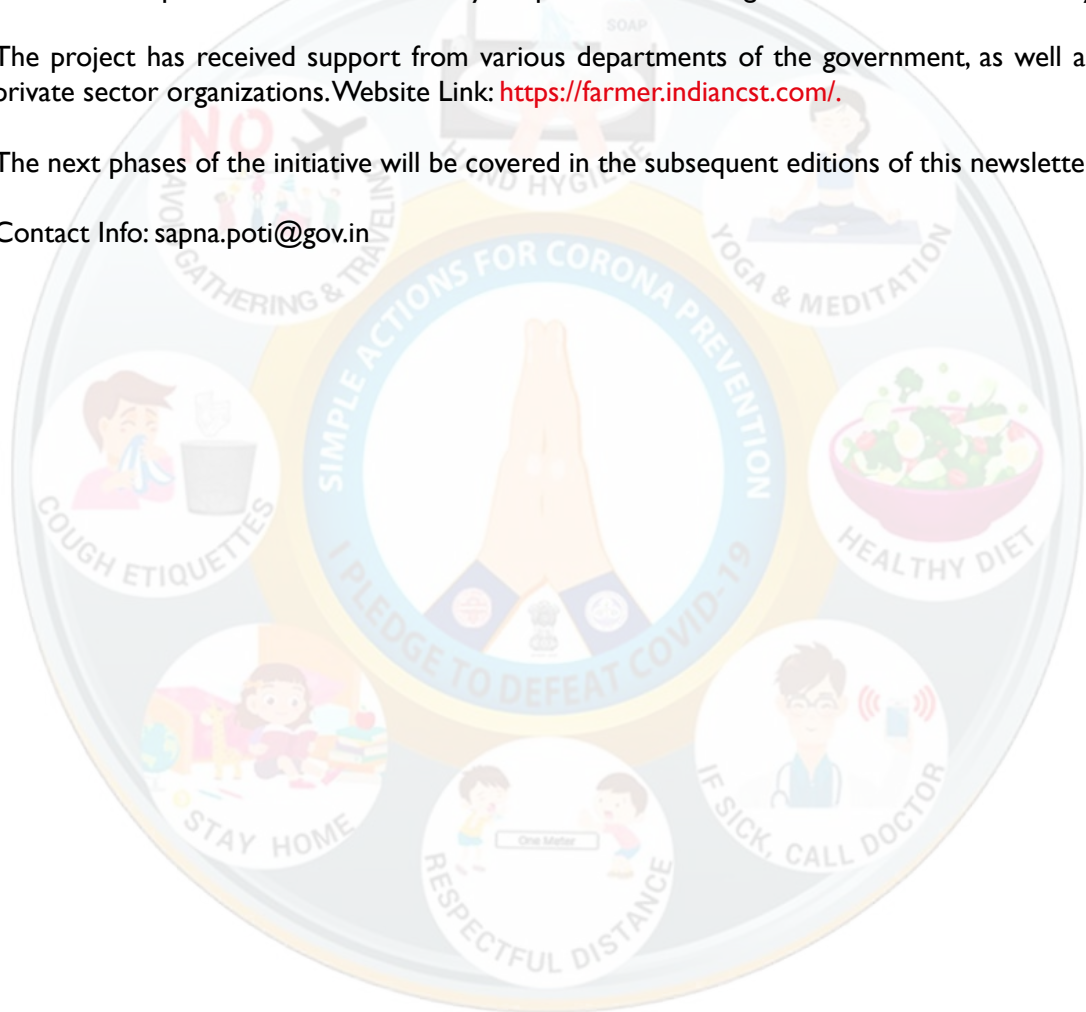 SOAP
The project has received support from various departments of the government, as well a
private sector organizations. Website Link: https://farmer.indiancst.com/.
The next phases of the initiative will be covered in the subsequent editions of this newslette
Contact Info: sapna.poti@gov.in
NO
AVOID GATHERING & TRAVELING
HAND HYGIENE
YOGA & MEDITATION
SIMPLE ACTIONS FOR CORONA PREVENTION
I PLEDGE TO DEFEAT COVID-19
COUGH ETIQUETTES
HEALTHY DIET
STAY HOME
One Meter
RESPECTFUL DISTANCE
IF SICK, CALL DOCTOR